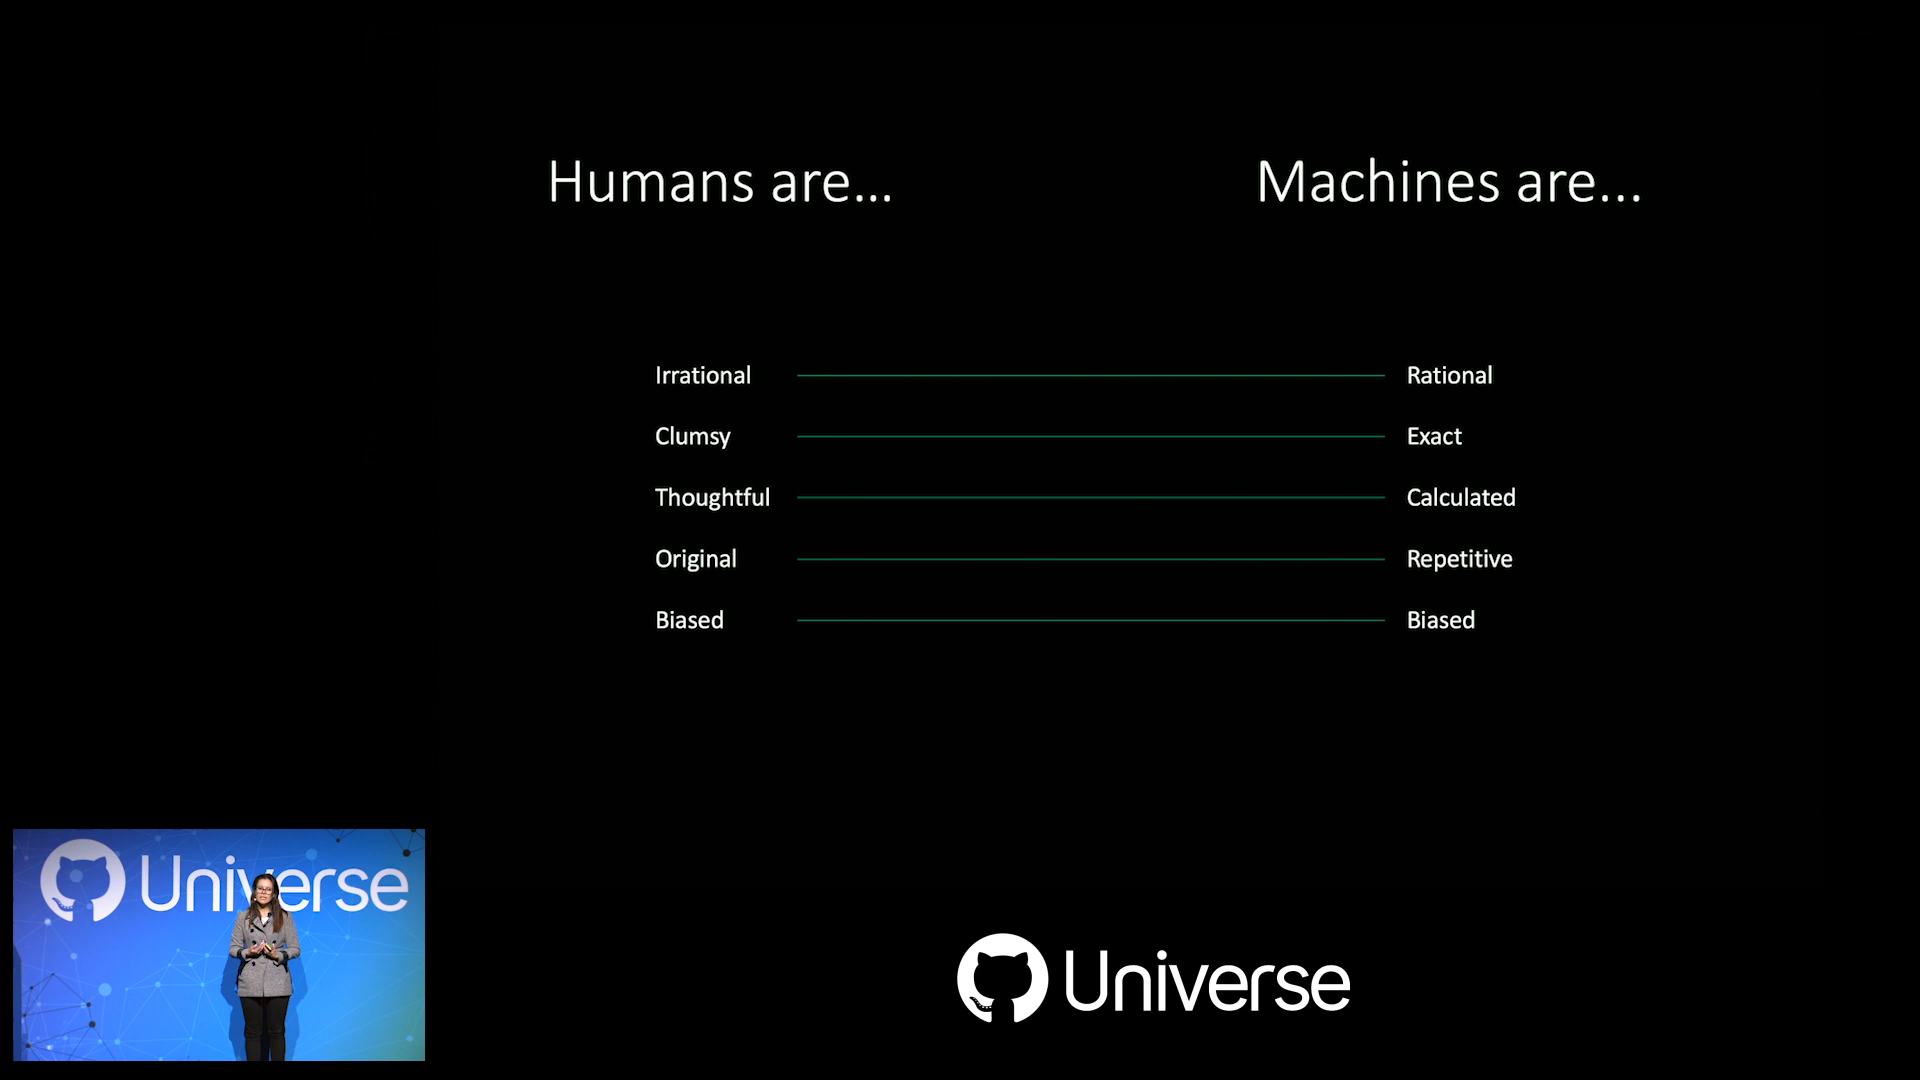 Humans are...
Machines are...
Irrational Rational
Clumsy Exact
Thoughtful Calculated
Original Repetitive
Biased Biased
Universe
Universe